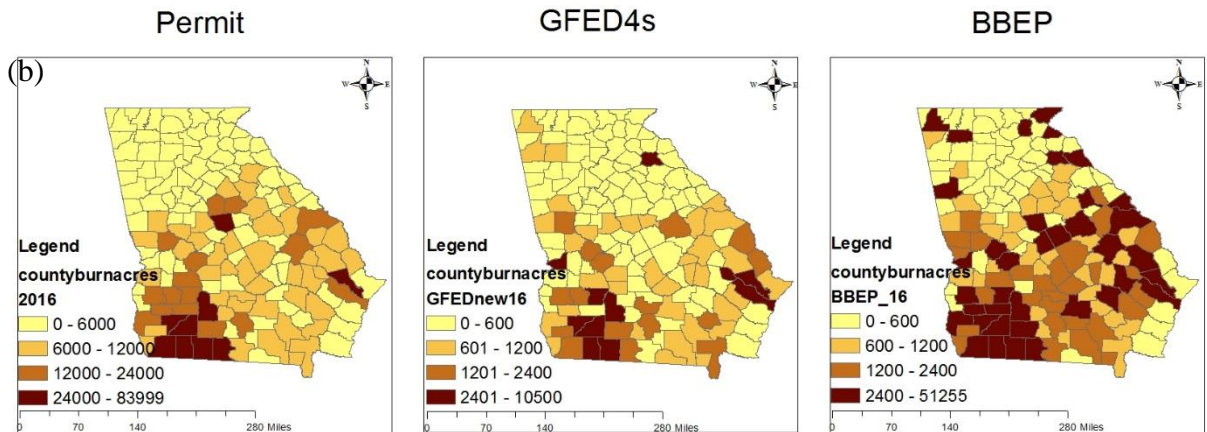 Permit
GFED4s
BBEP
(b)
N
W E
S
Legend
countyburnacres
2016
0 - 6000
6000 - 12000
12000 - 24000
24000 - 83999
0 70 140 280 Miles
N
W E
S
Legend
countyburnacres
GFEDnew16
0 - 600
601 - 1200
1201 - 2400
2401 - 10500
0 70 140 280 Miles
N
W E
S
Legend
countyburnacres
BBEP_16
0 - 600
600 - 1200
1200 - 2400
2400 - 51255
0 70 140 280 Miles